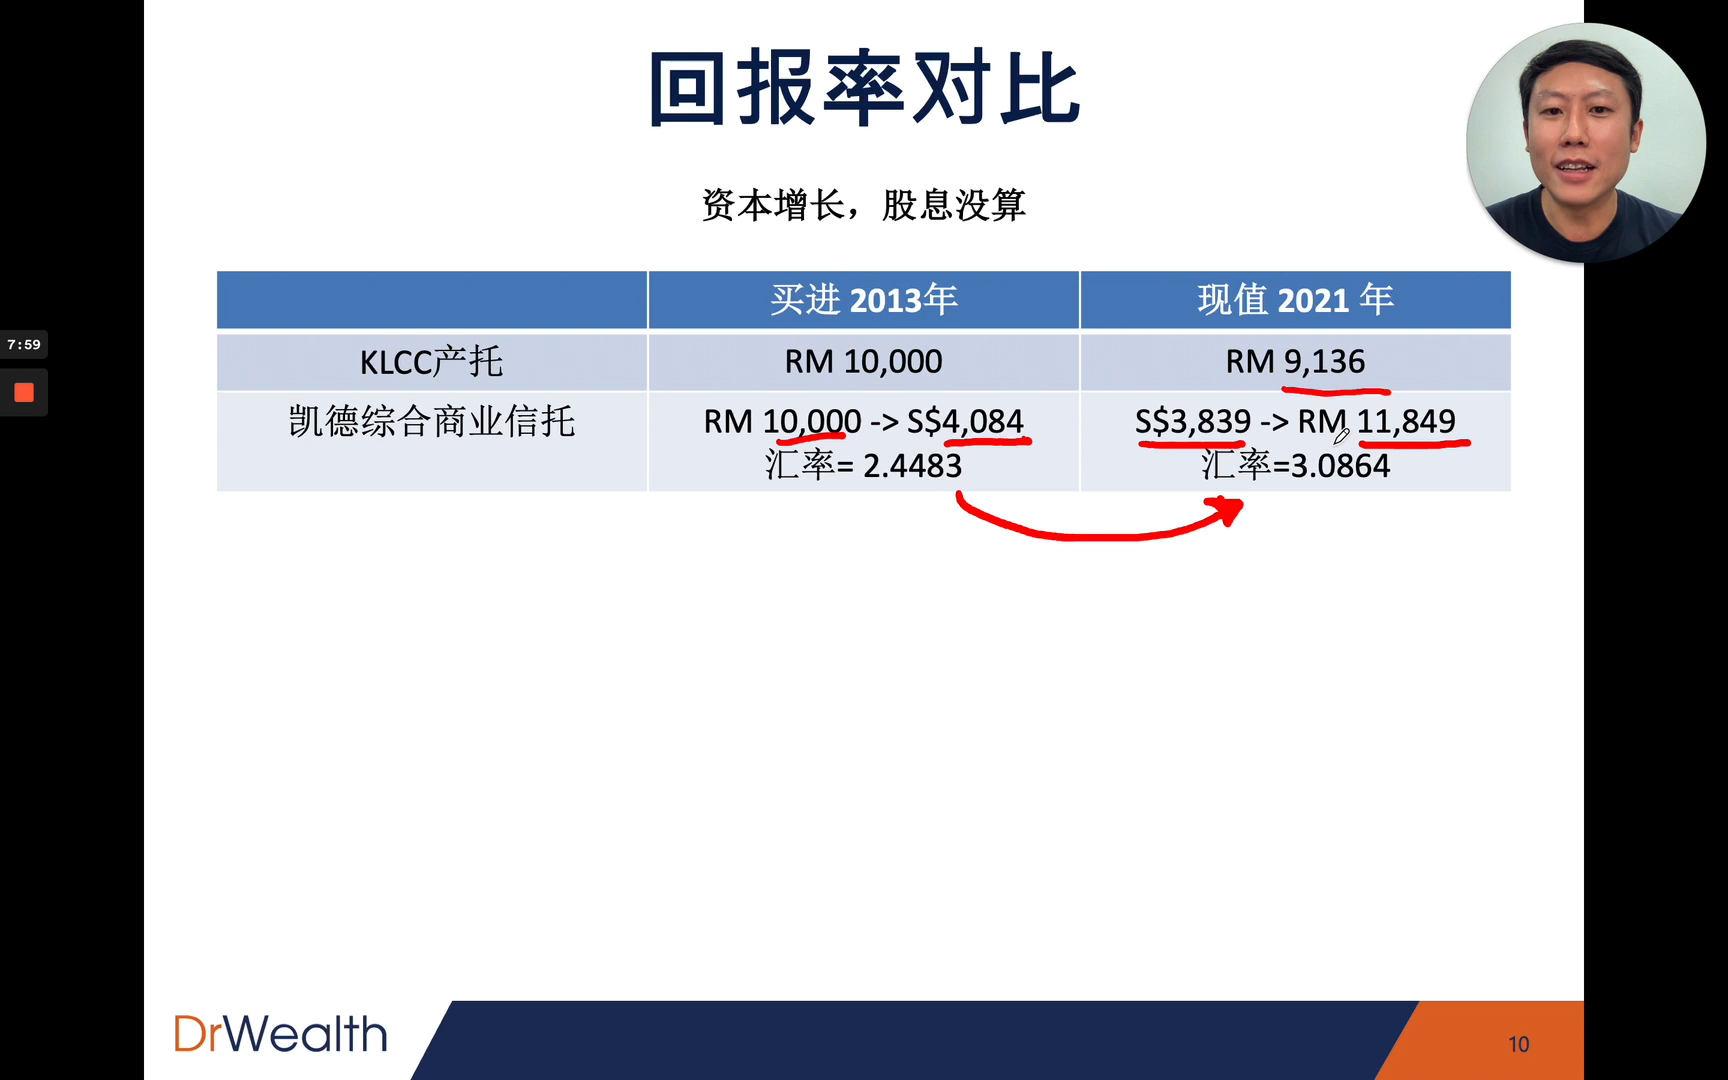 回报率对比
资本增长，股息没算
买进 2013年
现值 2021 年
KLCC产托
RM 10,000
RM 9,136
凯德综合商业信托
RM 10,000 -> S$4,084
汇率= 2.4483
S$3,839 -> RM 11,849
汇率=3.0864
7:59
DrWealth
10